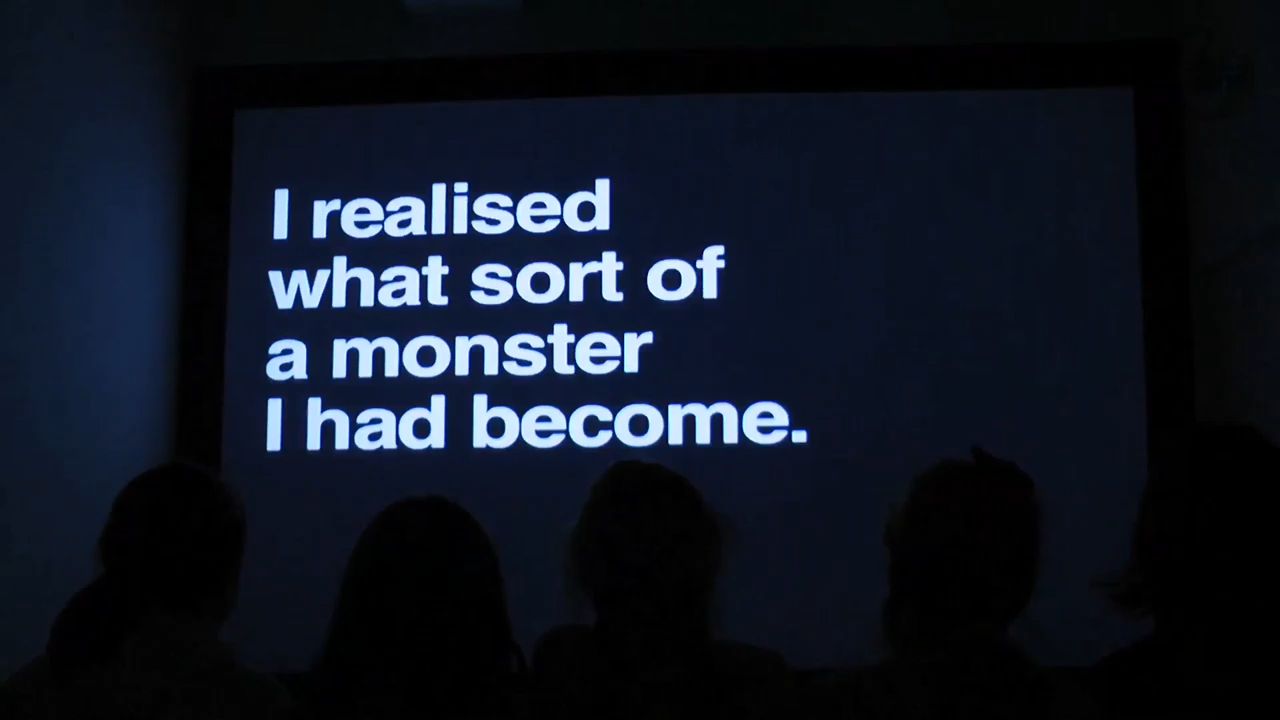 I realised
what sort of
a monster
I had become.